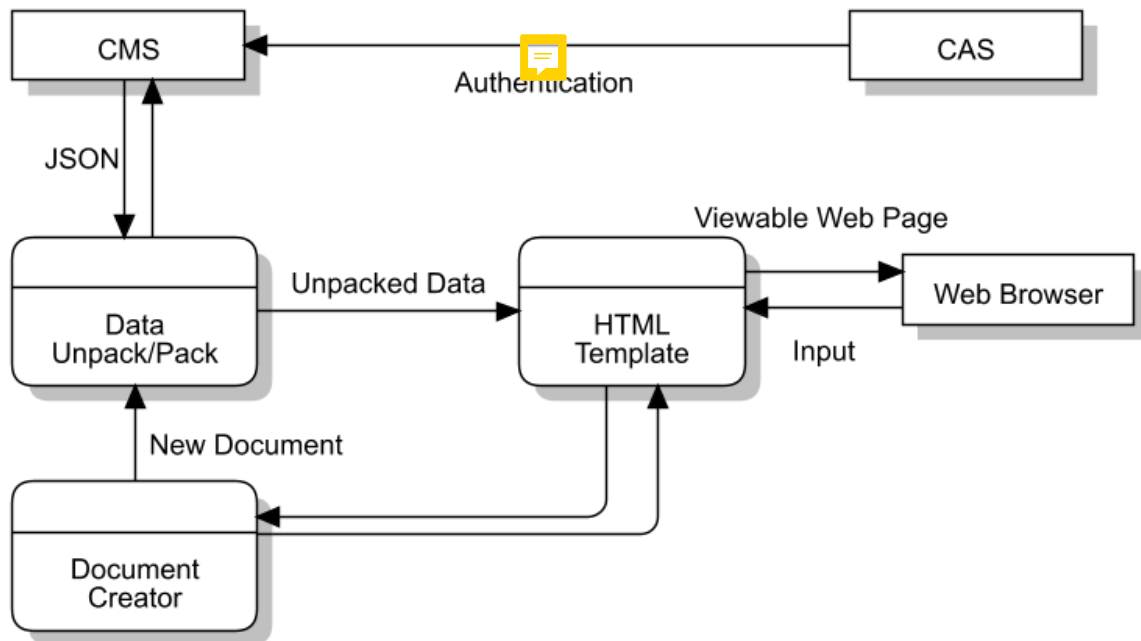 CMS
CAS
Authentication
JSON
Viewable Web Page
Unpacked Data
Web Browser
Data
Unpack/Pack
HTML
Template
Input
New Document
Document
Creator